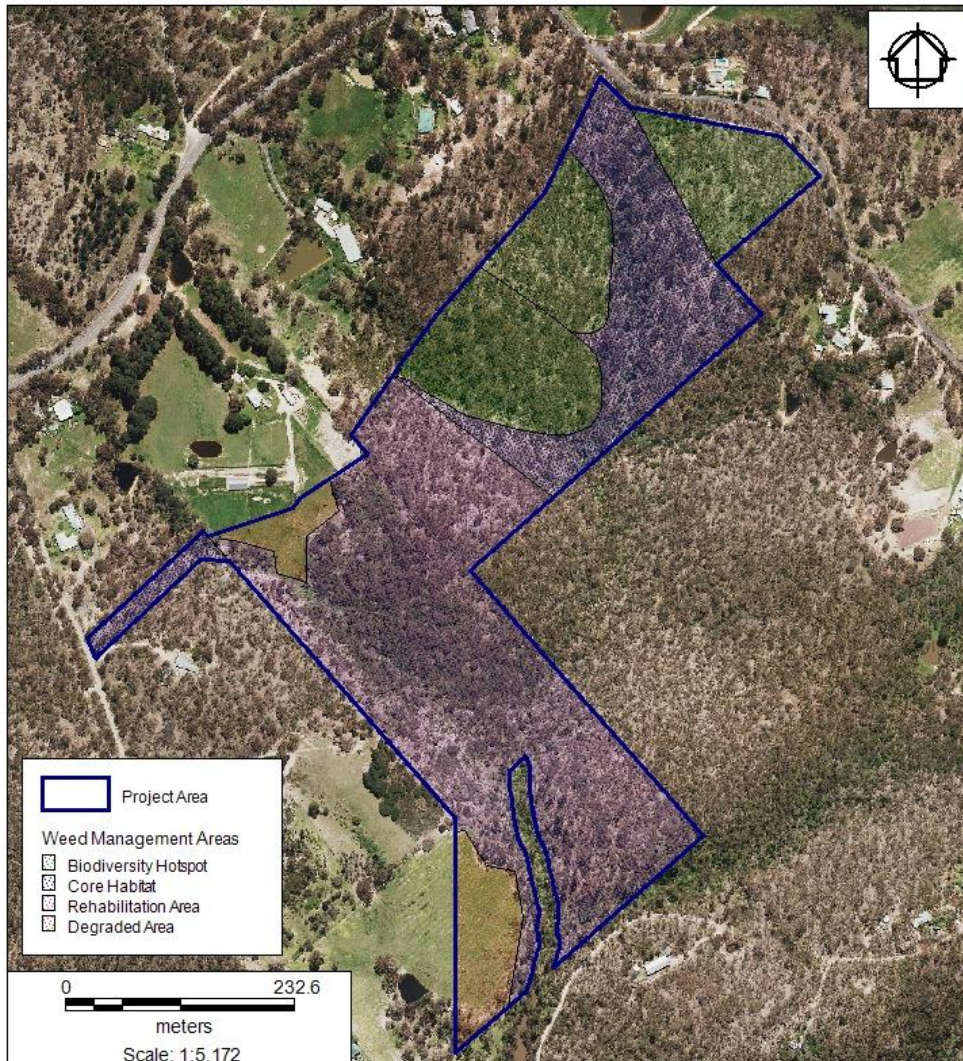 Project Area
Weed Management Areas
Biodiversity Hotspot
Core Habitat
Rehabilitation Area
Degraded Area
0 232.6
meters
Scale: 1:5,172